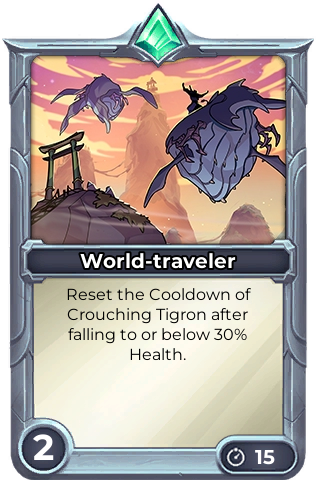 World-traveler
Reset the Cooldown of
Crouching Tigron after
falling to or below 30%
Health.
2
15